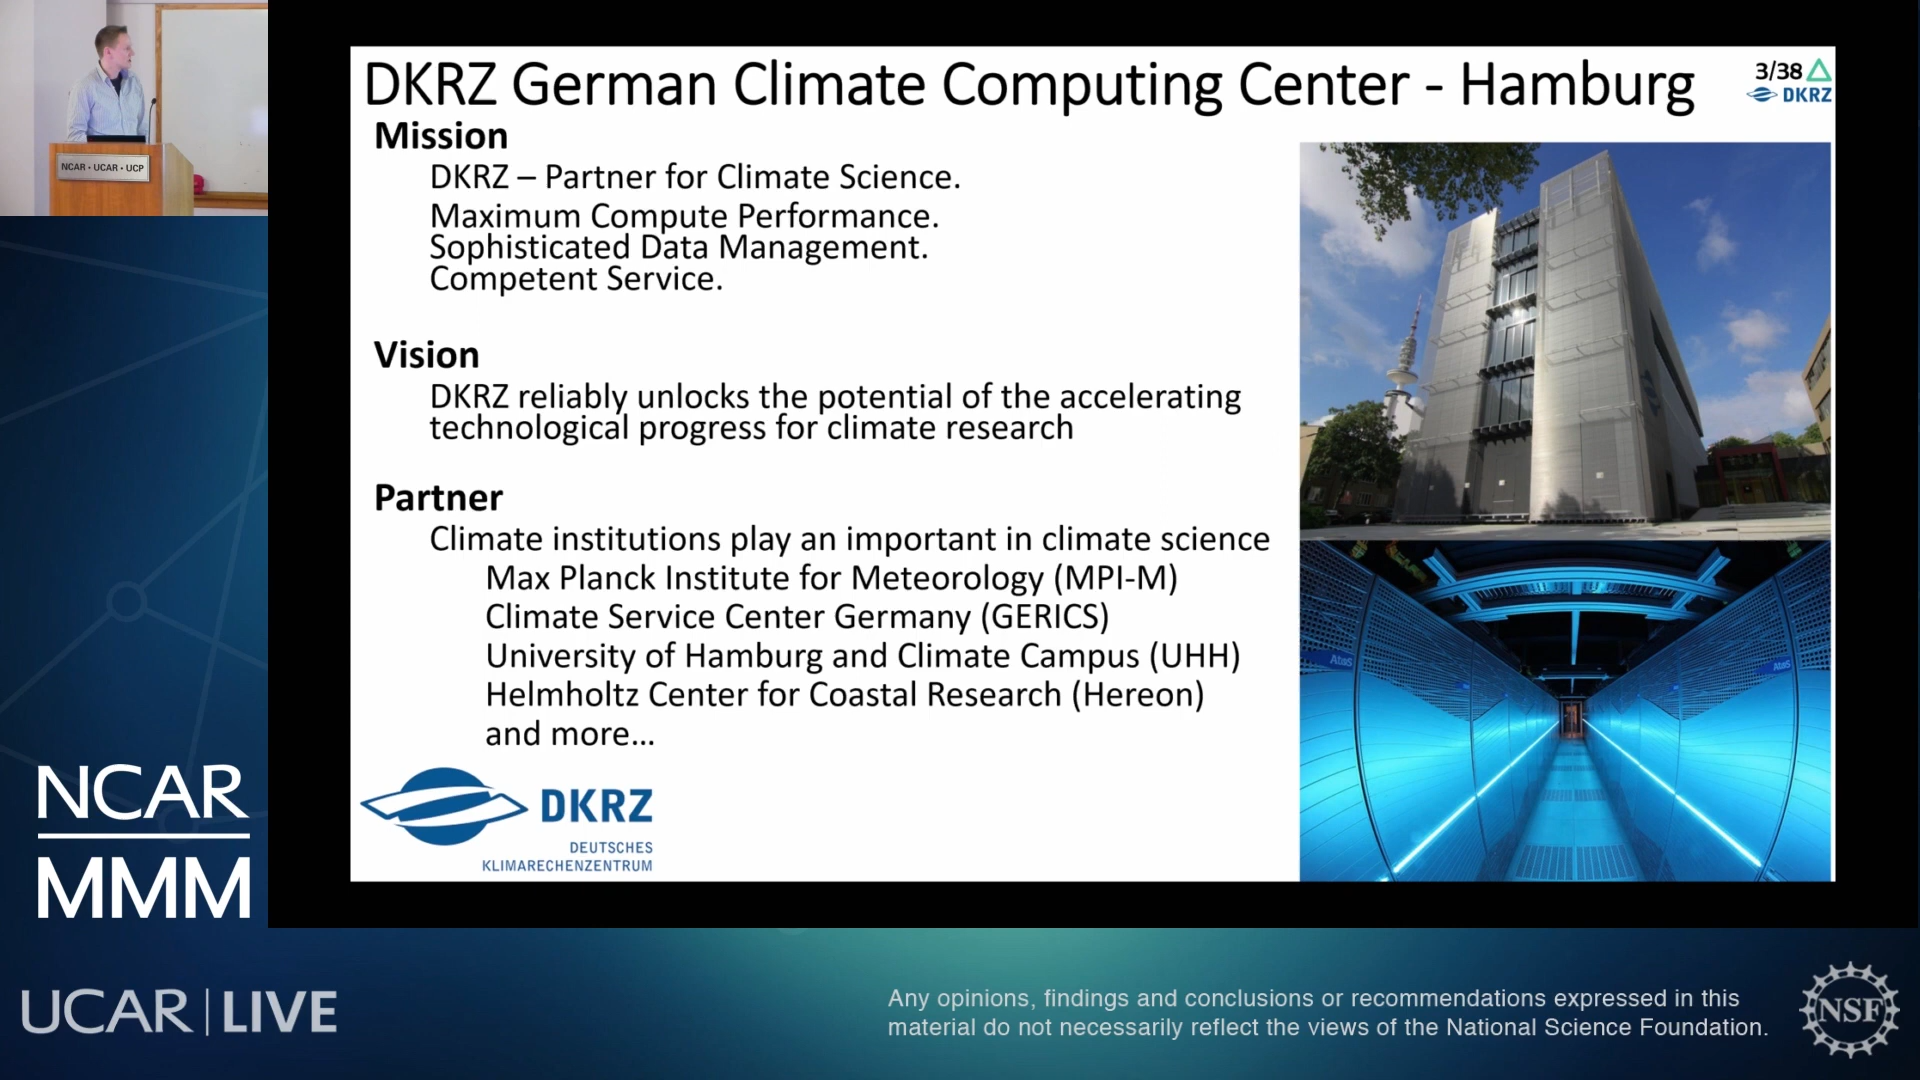 NCAR • UCAR • UCP
DKRZ German Climate Computing Center - Hamburg
3/38
DKRZ
Mission
DKRZ – Partner for Climate Science.
Maximum Compute Performance.
Sophisticated Data Management.
Competent Service.
Vision
DKRZ reliably unlocks the potential of the accelerating
technological progress for climate research
Partner
Climate institutions play an important in climate science
Max Planck Institute for Meteorology (MPI-M)
Climate Service Center Germany (GERICS)
University of Hamburg and Climate Campus (UHH)
Helmholtz Center for Coastal Research (Hereon)
and more...
DKRZ
DEUTSCHES
KLIMARECHENZENTRUM
Atos
Atos
NCAR
MMM
UCAR | LIVE
Any opinions, findings and conclusions or recommendations expressed in this
material do not necessarily reflect the views of the National Science Foundation.
NSF